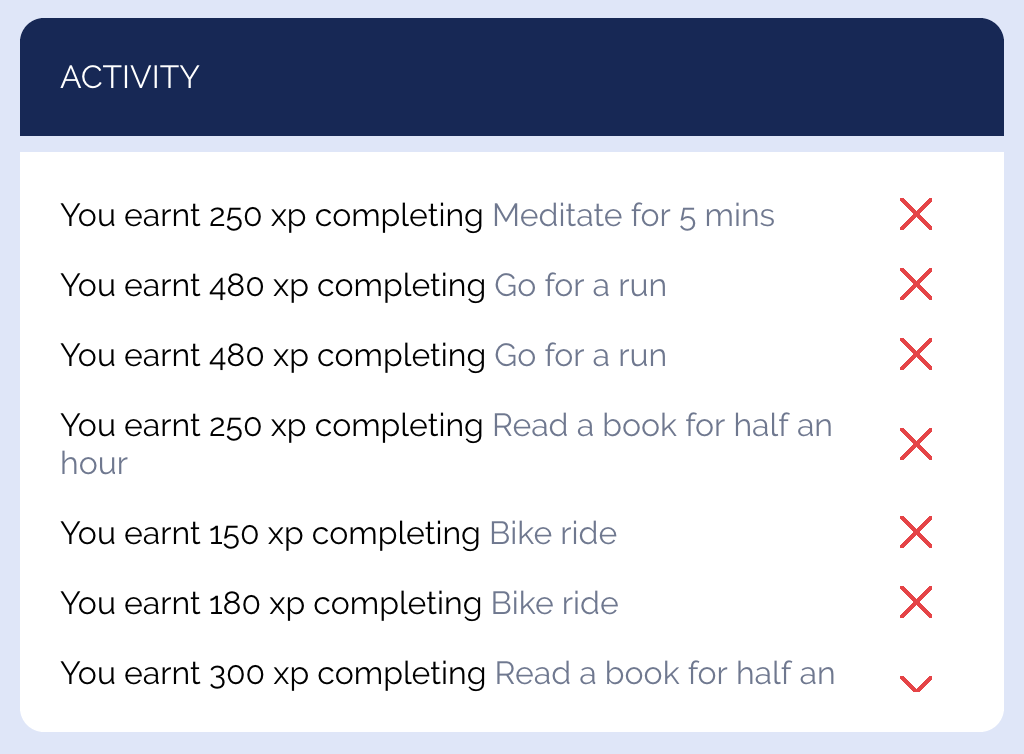 ACTIVITY
You earnt 250 xp completing Meditate for 5 mins
You earnt 480 xp completing Go for a run
You earnt 480 xp completing Go for a run
You earnt 250 xp completing Read a book for half an
hour
You earnt 150 xp completing Bike ride
You earnt 180 xp completing Bike ride
You earnt 300 xp completing Read a book for half an